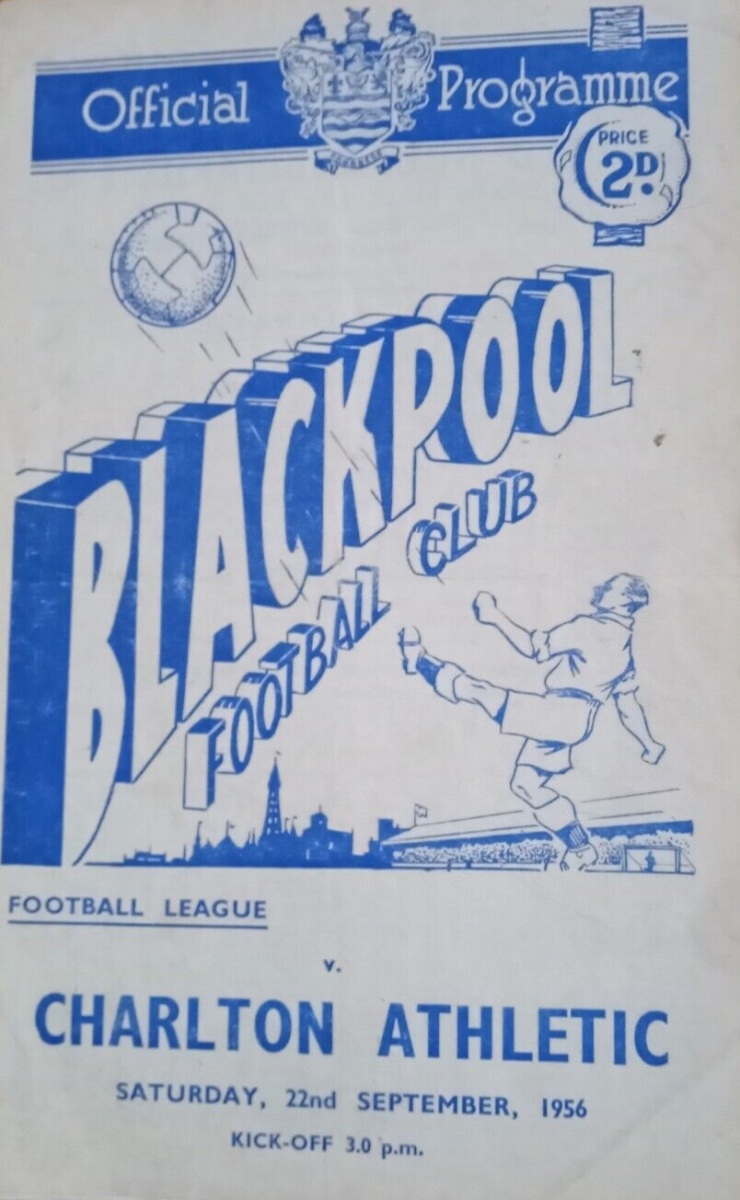 Official Programme
PRICE
2D.
BLACKPOOL
FOOTBALL CLUB
FOOTBALL LEAGUE
v.
CHARLTON ATHLETIC
SATURDAY, 22nd SEPTEMBER, 1956
KICK-OFF 3.0 p.m.